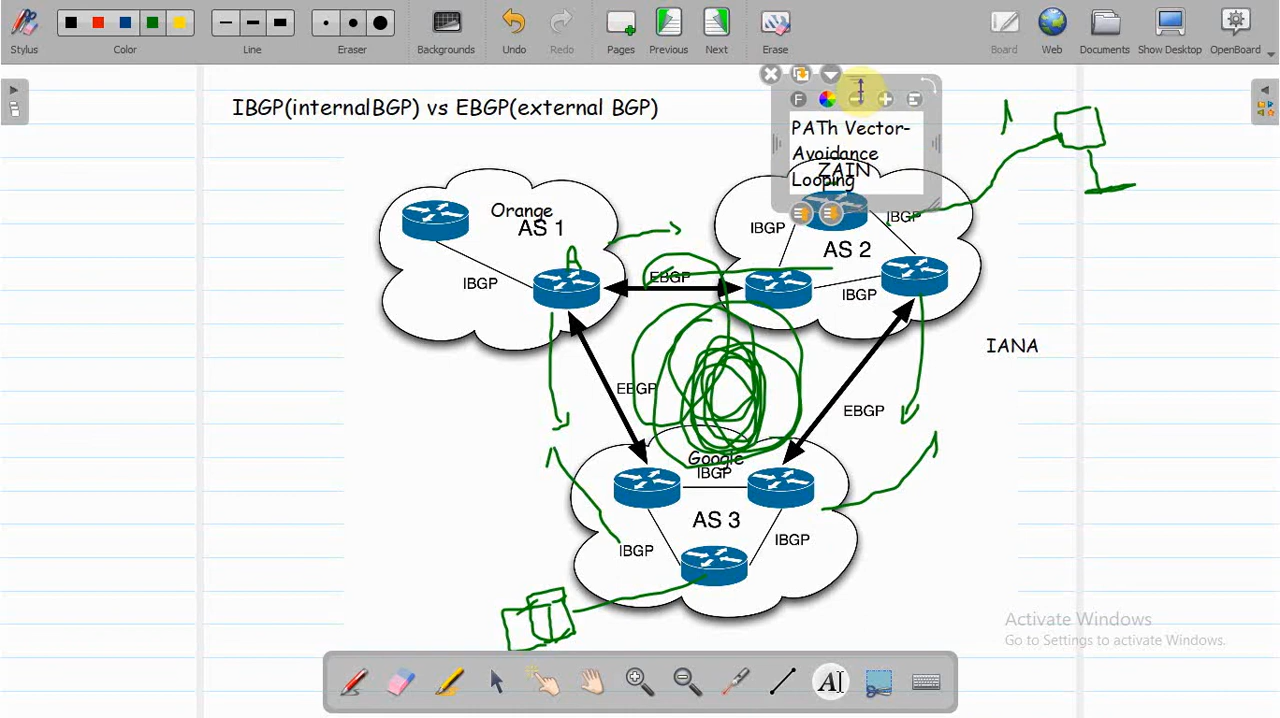 Stylus
Color
Line
Eraser
Backgrounds
Undo
Redo
Pages
Previous
Next
Erase
Board
Web
Documents
Show Desktop
OpenBoard
IBGP(internalBGP) vs EBGP(external BGP)
F
PATh Vector-
Avoidance
Looping
ZAIN
Orange
AS 1
A
IBGP
EBGP
IBGP
IBGP
AS 2
IBGP
IANA
EBGP
EBGP
Google
IBGP
AS 3
IBGP
IBGP
Activate Windows
Go to Settings to activate Windows.
A